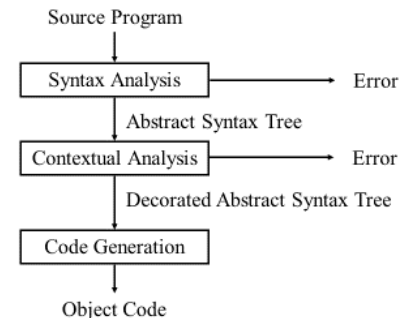 Source Program
Syntax Analysis
Error
Abstract Syntax Tree
Contextual Analysis
Error
Decorated Abstract Syntax Tree
Code Generation
Object Code